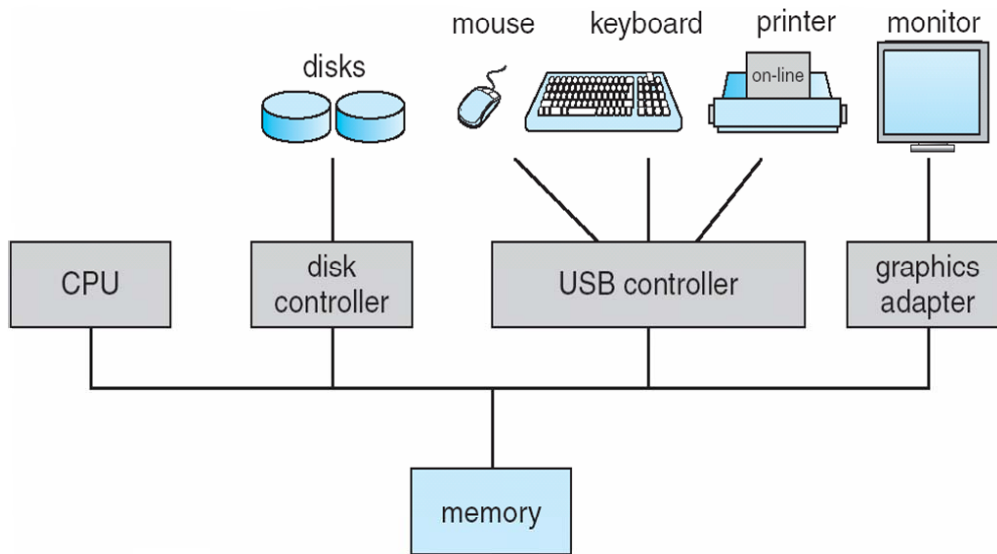 mouse
keyboard
printer
monitor
disks
on-line
CPU
disk
controller
USB controller
graphics
adapter
memory